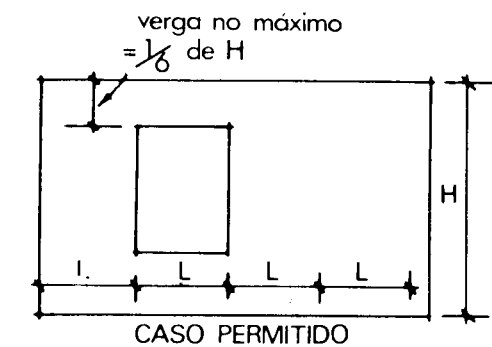 verga no máximo
= 1/6 de H
H
L L L L
CASO PERMITIDO